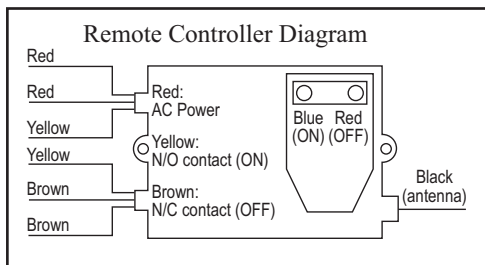 Remote Controller Diagram
Red
Red
Yellow
Yellow
Brown
Brown
Red:
AC Power
Yellow:
N/O contact (ON)
Brown:
N/C contact (OFF)
Blue Red
(ON) (OFF)
Black
(antenna)